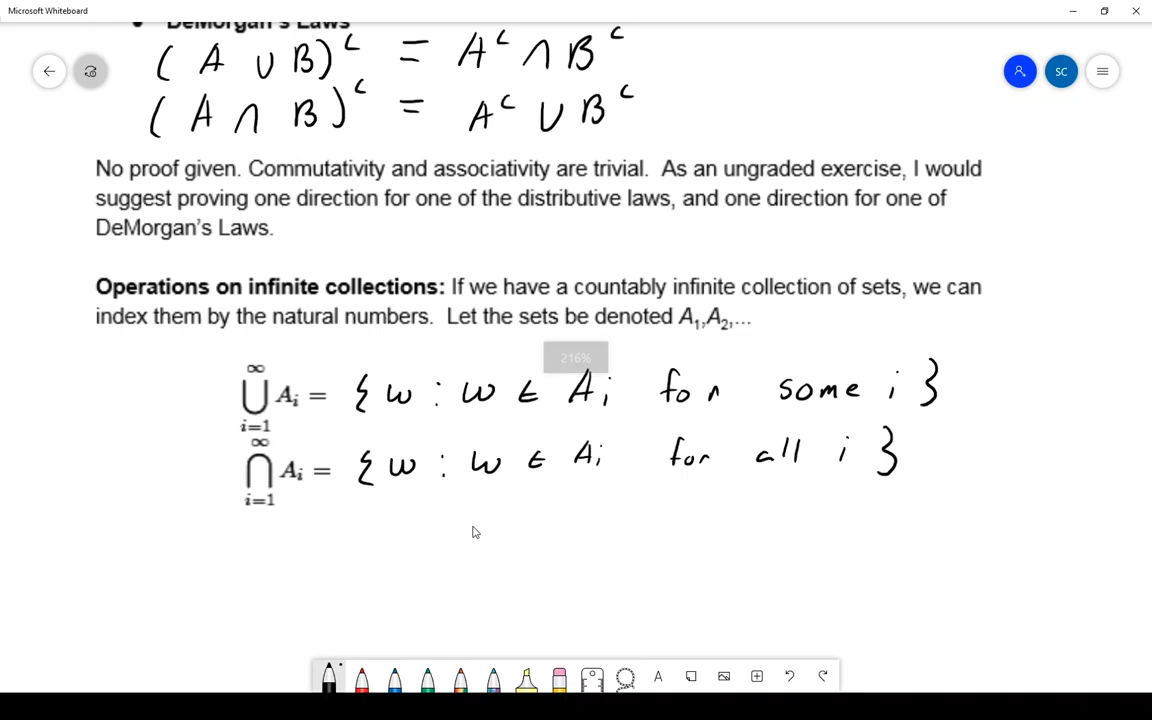 Microsoft Whiteboard
• DeMorgan's Laws
(A ∪ B)ᶜ = Aᶜ ∩ Bᶜ
(A ∩ B)ᶜ = Aᶜ ∪ Bᶜ
SC
No proof given. Commutativity and associativity are trivial. As an ungraded exercise, I would
suggest proving one direction for one of the distributive laws, and one direction for one of
DeMorgan's Laws.
Operations on infinite collections: If we have a countably infinite collection of sets, we can
index them by the natural numbers. Let the sets be denoted A₁,A₂,...
216%
∞
⋃ Aᵢ = { w : w ∈ Aᵢ for some i }
i=1
∞
⋂ Aᵢ = { w : w ∈ Aᵢ for all i }
i=1
A